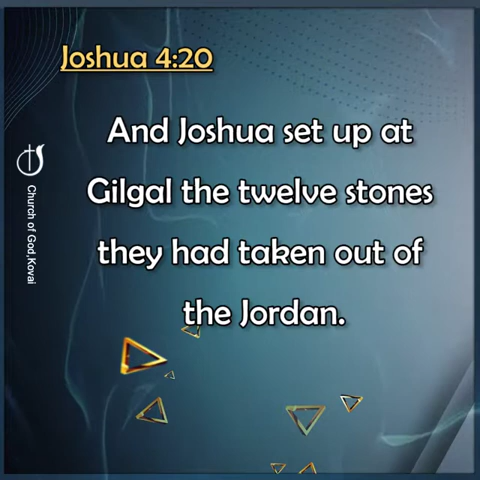 Joshua 4:20
And Joshua set up at
Gilgal the twelve stones
they had taken out of
the Jordan.
Church of God,Kovai